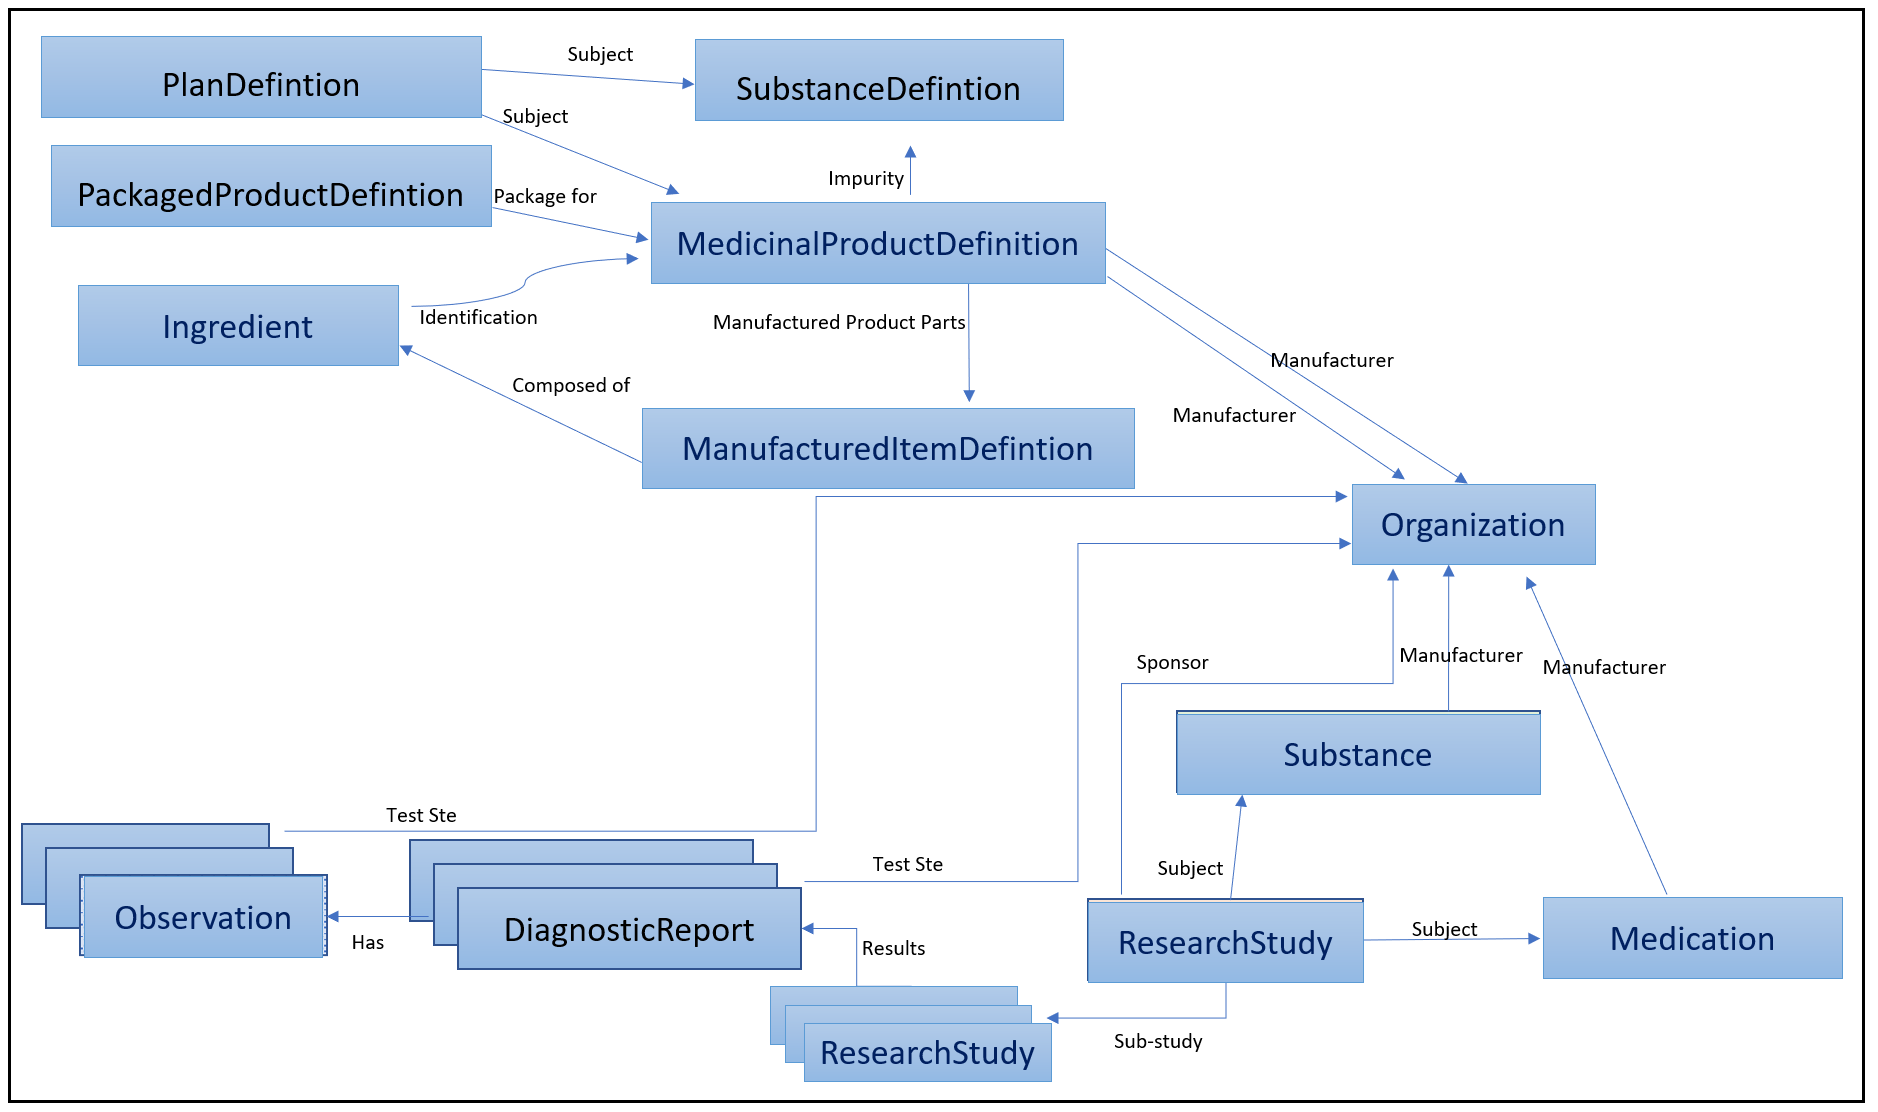 PlanDefintion
Subject
SubstanceDefintion
Subject
PackagedProductDefintion
Package for
Impurity
MedicinalProductDefinition
Ingredient
Identification
Manufactured Product Parts
Manufacturer
Composed of
Manufacturer
ManufacturedItemDefintion
Organization
Sponsor
Manufacturer
Manufacturer
Substance
Test Ste
Test Ste
Subject
Observation
Has
DiagnosticReport
Results
ResearchStudy
Subject
Medication
Sub-study
ResearchStudy